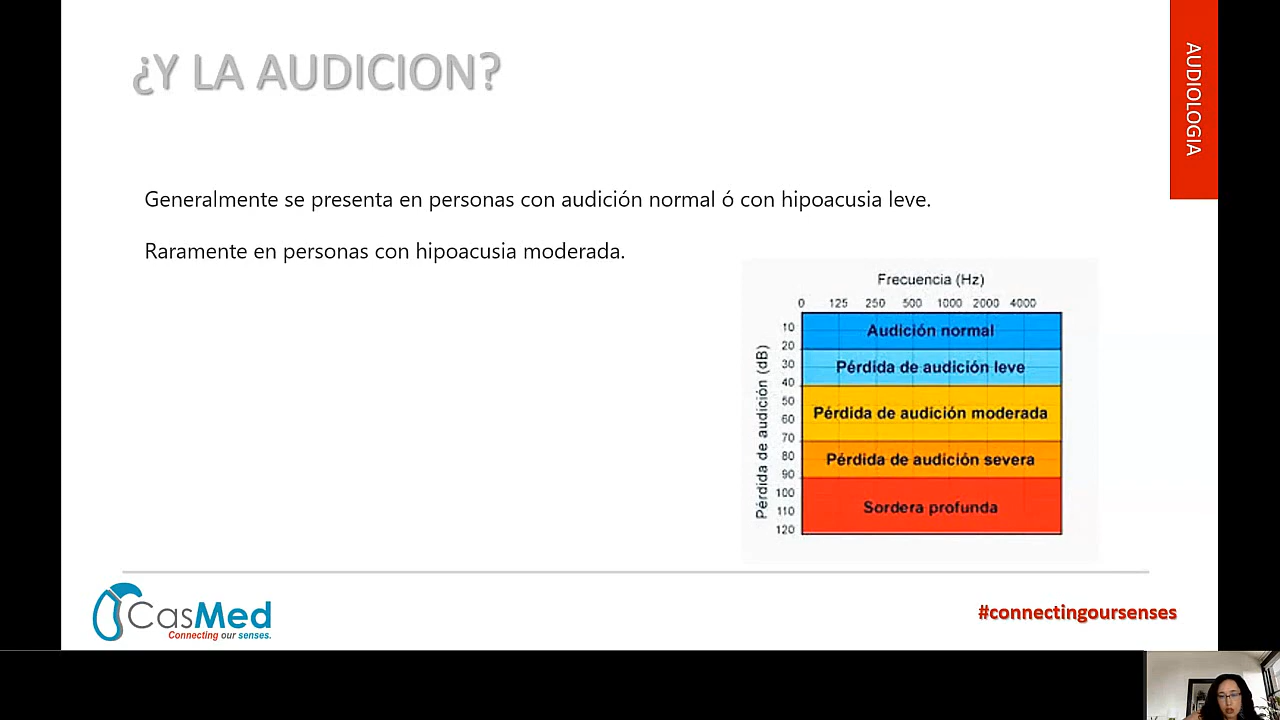 ¿Y LA AUDICION?
AUDIOLOGIA
Generalmente se presenta en personas con audición normal ó con hipoacusia leve.
Raramente en personas con hipoacusia moderada.
Frecuencia (Hz)
0 125 250 500 1000 2000 4000
Pérdida de audición (dB)
10
20
30
40
50
60
70
80
90
100
110
120
Audición normal
Pérdida de audición leve
Pérdida de audición moderada
Pérdida de audición severa
Sordera profunda
CasMed
Connecting our senses.
#connectingoursenses